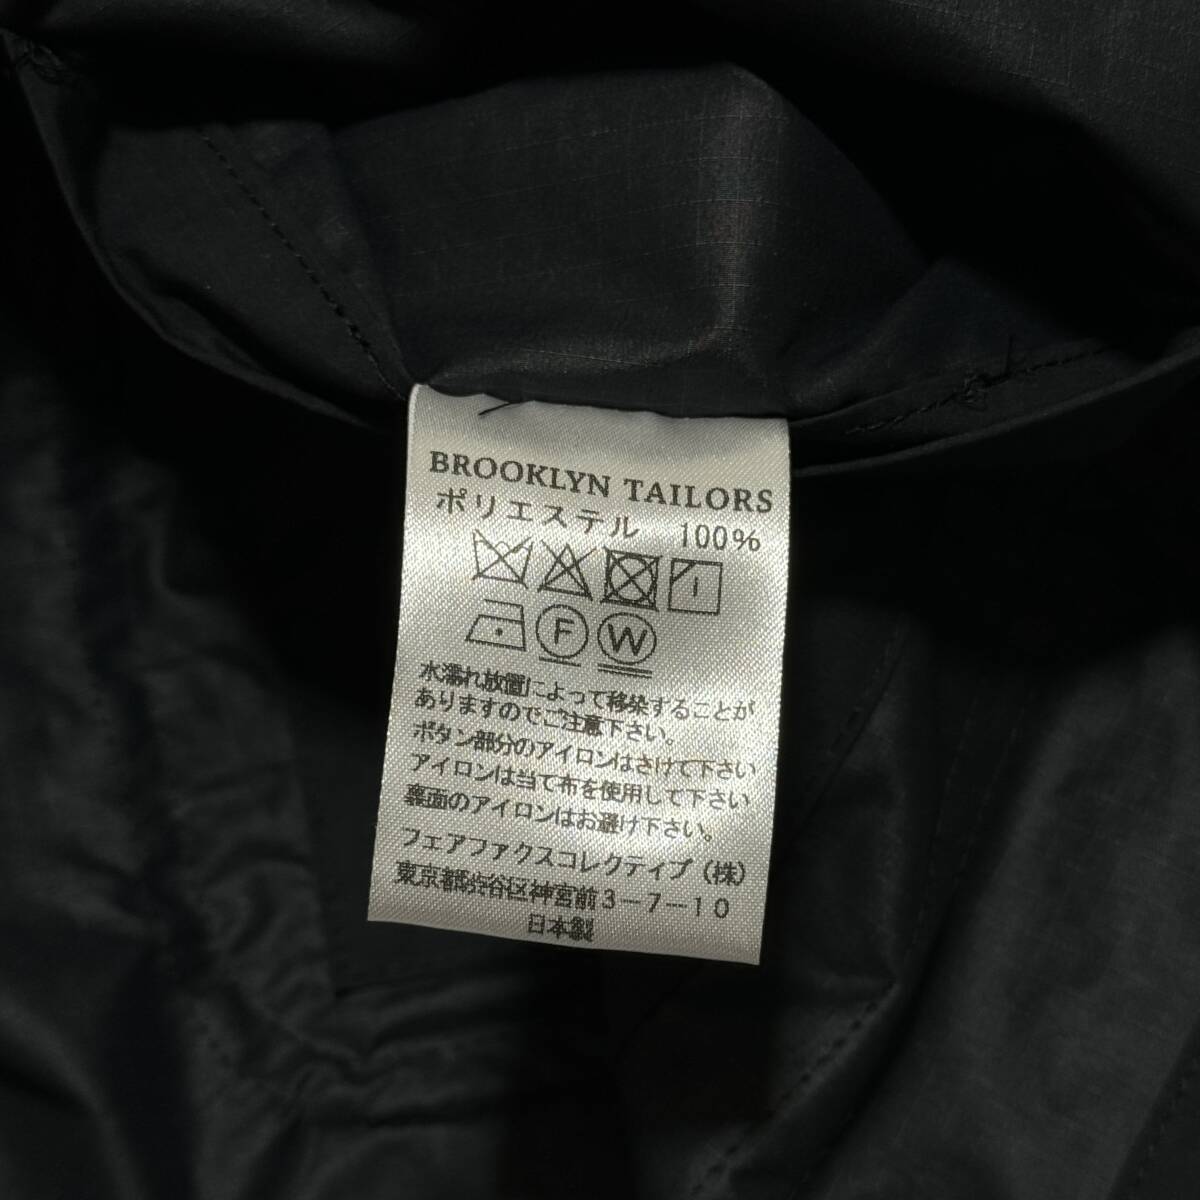 BROOKLYN TAILORS
ポリエステル 100%
F W
水濡れ放置によって移染することが
ありますのでご注意下さい。
ボタン部分のアイロンはさけて下さい
アイロンは当て布を使用して下さい
裏面のアイロンはお避け下さい。
フェアファクスコレクティブ(株)
東京都渋谷区神宮前3-7-10
日本製